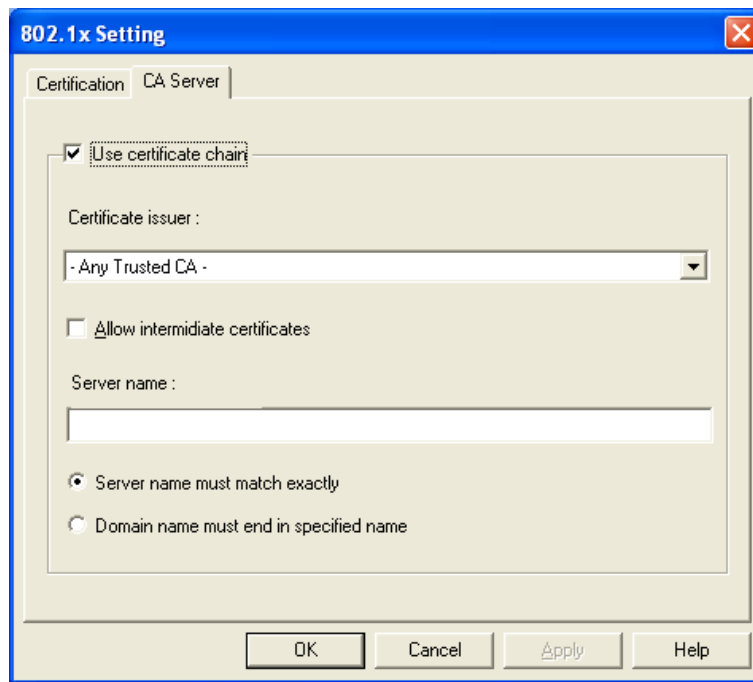 802.1x Setting
Certification CA Server
Use certificate chain
Certificate issuer :
- Any Trusted CA -
Allow intermidiate certificates
Server name :
Server name must match exactly
Domain name must end in specified name
OK Cancel Apply Help